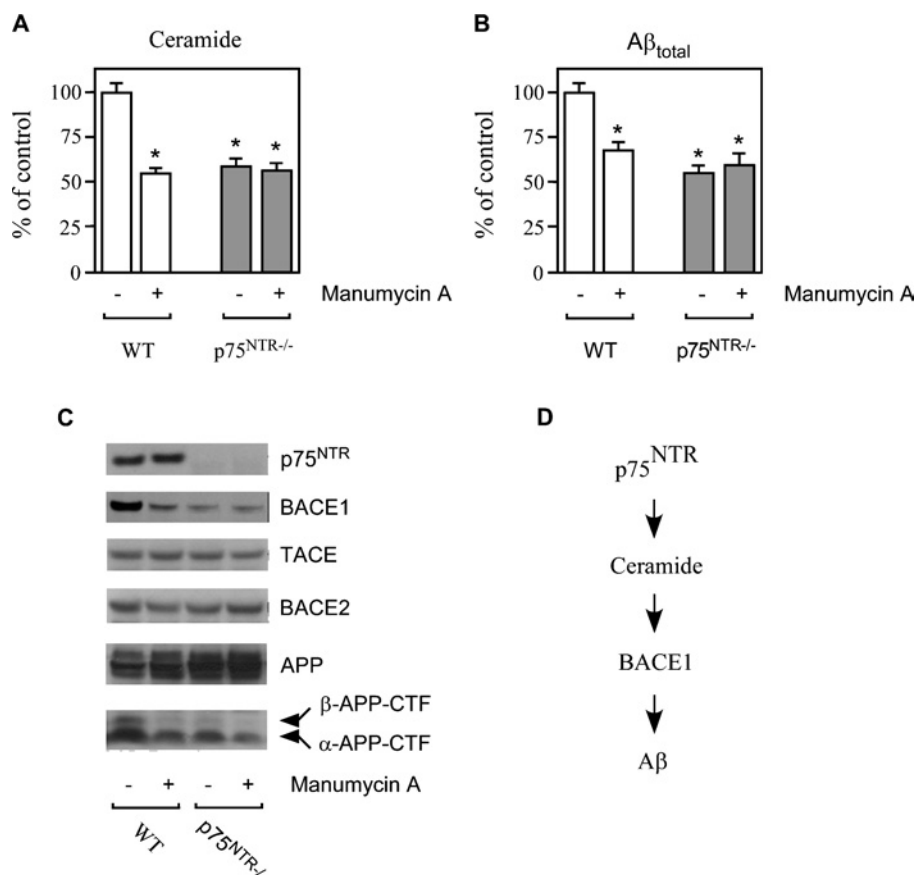 A
Ceramide
% of control
100
75
50
25
0
*
*
*
- + - + Manumycin A
WT p75NTR-/-
B
Aβtotal
% of control
100
75
50
25
0
*
*
*
- + - + Manumycin A
WT p75NTR-/-
C
p75NTR
BACE1
TACE
BACE2
APP
β-APP-CTF
α-APP-CTF
- + - + Manumycin A
WT p75NTR-/
D
p75NTR
Ceramide
BACE1
Aβ